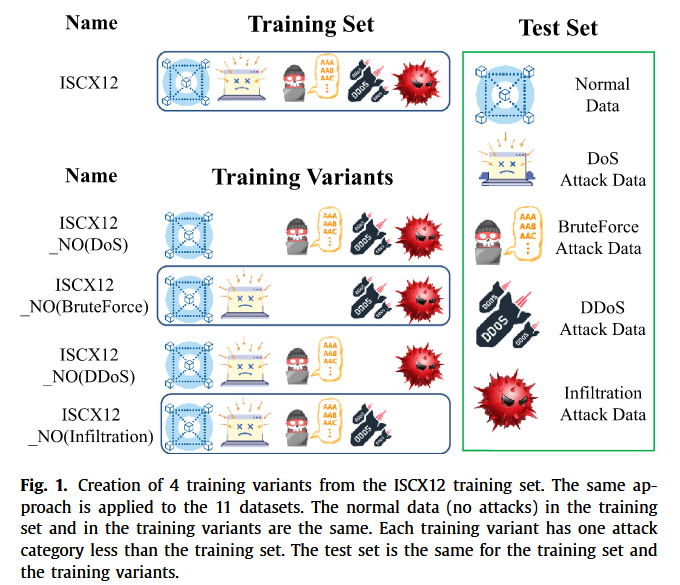 Name
Training Set
Test Set
ISCX12
AAA
AAB
AAC
DDOS
Normal
Data
DoS
Attack Data
Name
Training Variants
ISCX12
_NO(DoS)
AAA
AAB
AAC
DDOS
AAA
AAB
AAC
BruteForce
Attack Data
ISCX12
_NO(BruteForce)
DDOS
DDOS
DDOS
DDoS
Attack Data
ISCX12
_NO(DDoS)
AAA
AAB
AAC
ISCX12
_NO(Infiltration)
AAA
AAB
AAC
DDOS
Infiltration
Attack Data
Fig. 1. Creation of 4 training variants from the ISCX12 training set. The same ap-
proach is applied to the 11 datasets. The normal data (no attacks) in the training
set and in the training variants are the same. Each training variant has one attack
category less than the training set. The test set is the same for the training set and
the training variants.